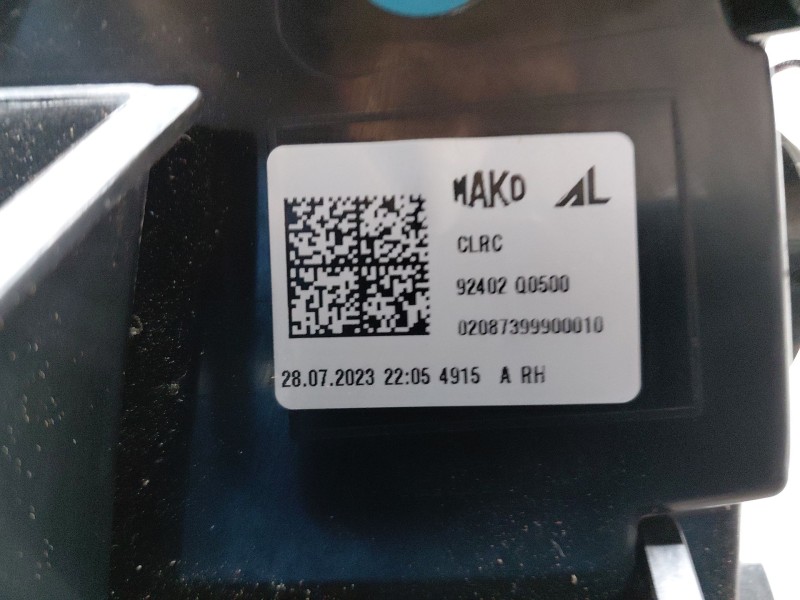 MAKO AL
CLRC
92402 Q0500
02087399900010
28.07.2023 22:05 4915 A RH